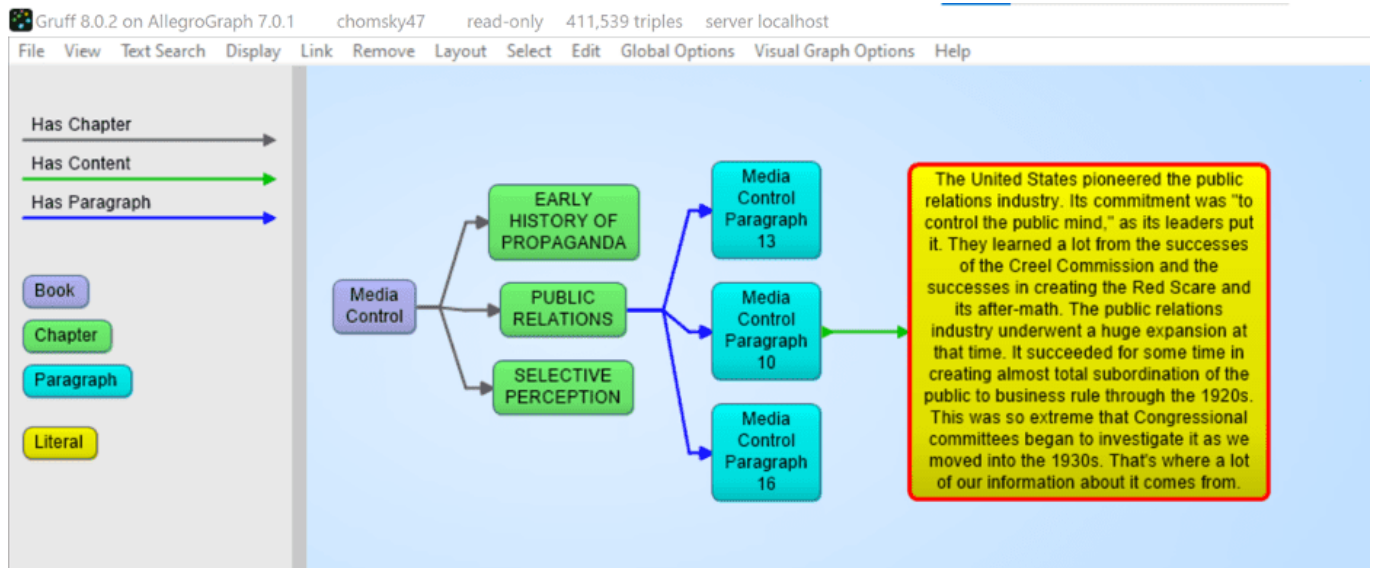 Gruff 8.0.2 on AllegroGraph 7.0.1 chomsky47 read-only 411,539 triples server localhost
File View Text Search Display Link Remove Layout Select Edit Global Options Visual Graph Options Help
Has Chapter
Has Content
Has Paragraph
Book
Chapter
Paragraph
Literal
Media
Control
EARLY
HISTORY OF
PROPAGANDA
PUBLIC
RELATIONS
SELECTIVE
PERCEPTION
Media
Control
Paragraph
13
Media
Control
Paragraph
10
Media
Control
Paragraph
16
The United States pioneered the public
relations industry. Its commitment was "to
control the public mind," as its leaders put
it. They learned a lot from the successes
of the Creel Commission and the
successes in creating the Red Scare and
its after-math. The public relations
industry underwent a huge expansion at
that time. It succeeded for some time in
creating almost total subordination of the
public to business rule through the 1920s.
This was so extreme that Congressional
committees began to investigate it as we
moved into the 1930s. That's where a lot
of our information about it comes from.